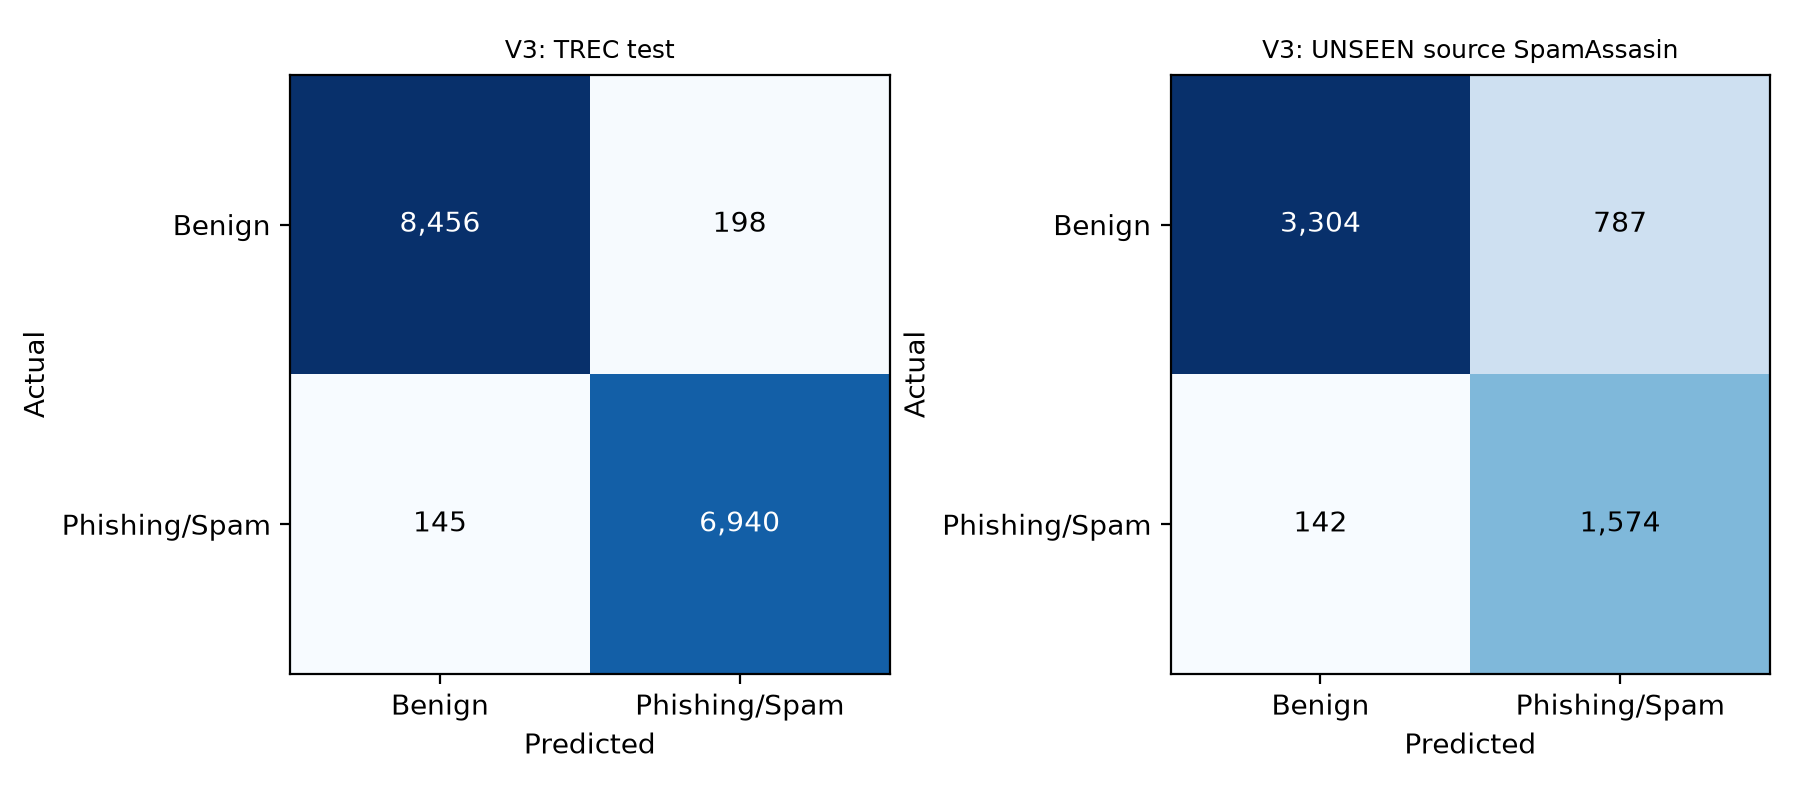 V3: TREC test
Actual
Benign
8,456
198
Phishing/Spam
145
6,940
Benign
Phishing/Spam
Predicted
V3: UNSEEN source SpamAssasin
Actual
Benign
3,304
787
Phishing/Spam
142
1,574
Benign
Phishing/Spam
Predicted